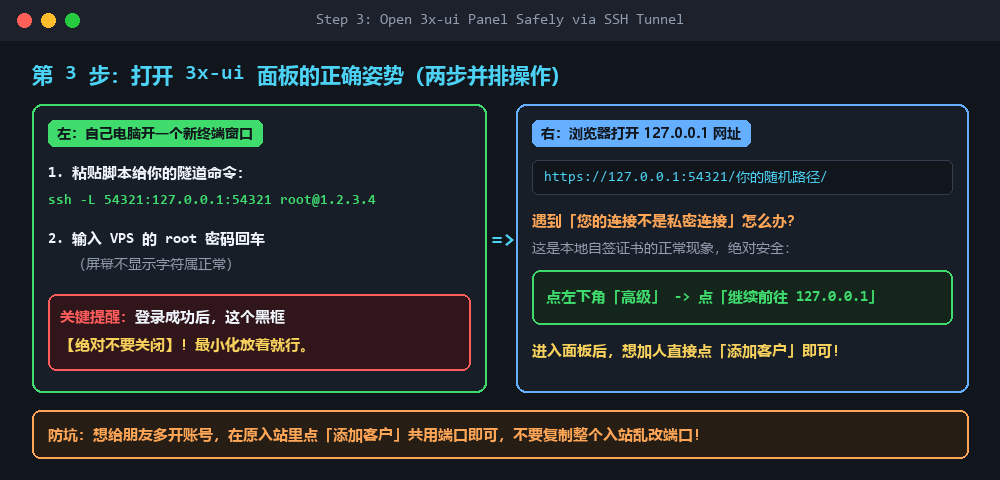 Step 3: Open 3x-ui Panel Safely via SSH Tunnel
第 3 步：打开 3x-ui 面板的正确姿势（两步并排操作）
左：自己电脑开一个新终端窗口
1. 粘贴脚本给你的隧道命令：
ssh -L 54321:127.0.0.1:54321 root@1.2.3.4
2. 输入 VPS 的 root 密码回车
（屏幕不显示字符属正常）
关键提醒：登录成功后，这个黑框
【绝对不要关闭】！最小化放着就行。
=>
右：浏览器打开 127.0.0.1 网址
https://127.0.0.1:54321/你的随机路径/
遇到「您的连接不是私密连接」怎么办？
这是本地自签证书的正常现象，绝对安全：
点左下角「高级」 -> 点「继续前往 127.0.0.1」
进入面板后，想加人直接点「添加客户」即可！
防坑：想给朋友多开账号，在原入站里点「添加客户」共用端口即可，不要复制整个入站乱改端口！